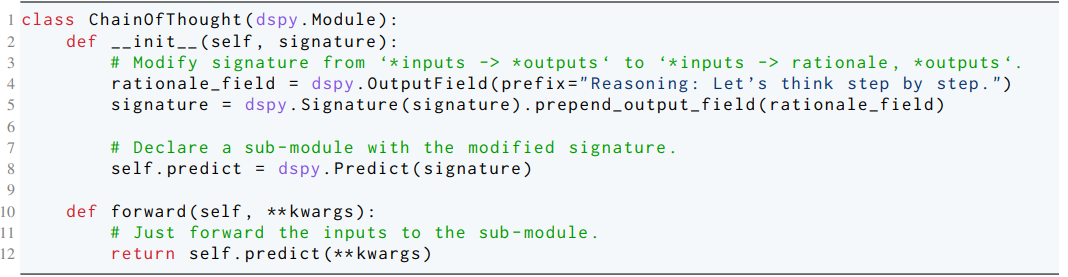 1 class ChainOfThought(dspy.Module):
2     def __init__(self, signature):
3         # Modify signature from ‘*inputs -> *outputs‘ to ‘*inputs -> rationale, *outputs‘.
4         rationale_field = dspy.OutputField(prefix="Reasoning: Let’s think step by step.")
5         signature = dspy.Signature(signature).prepend_output_field(rationale_field)
6
7         # Declare a sub-module with the modified signature.
8         self.predict = dspy.Predict(signature)
9
10     def forward(self, **kwargs):
11         # Just forward the inputs to the sub-module.
12         return self.predict(**kwargs)